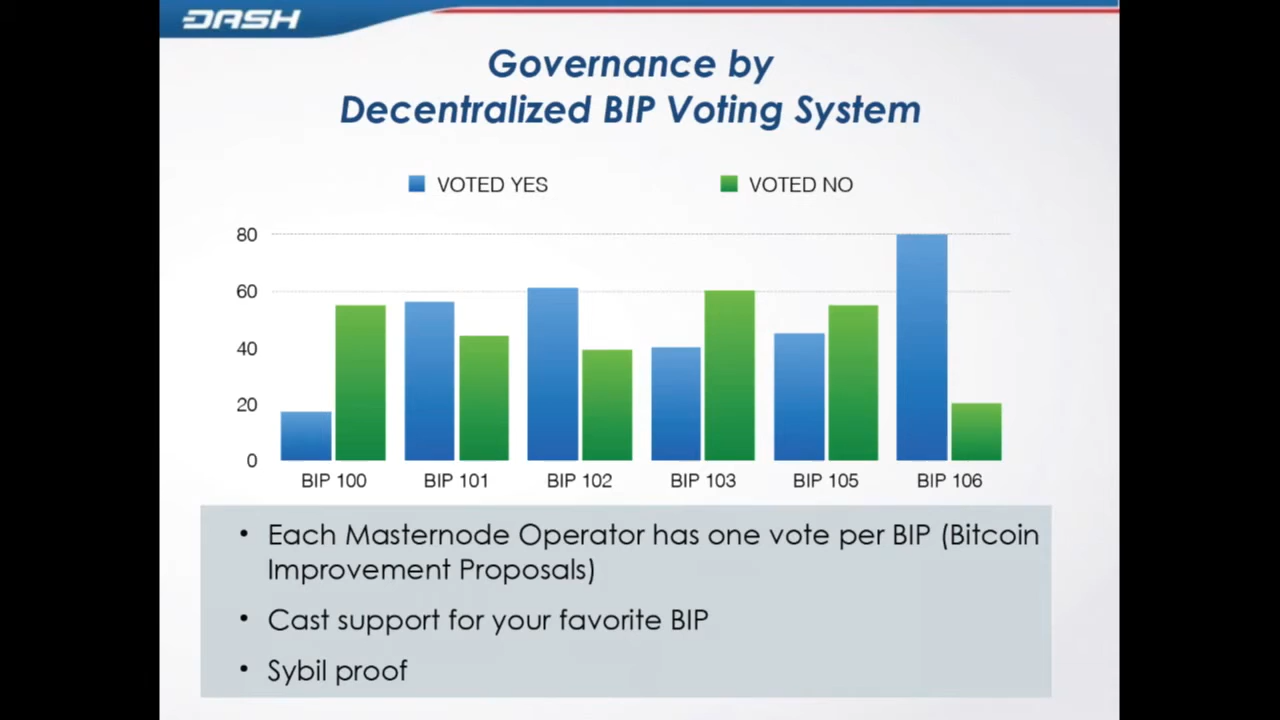 DASH
Governance by
Decentralized BIP Voting System
VOTED YES
VOTED NO
80
60
40
20
0
BIP 100
BIP 101
BIP 102
BIP 103
BIP 105
BIP 106
• Each Masternode Operator has one vote per BIP (Bitcoin
Improvement Proposals)
• Cast support for your favorite BIP
• Sybil proof